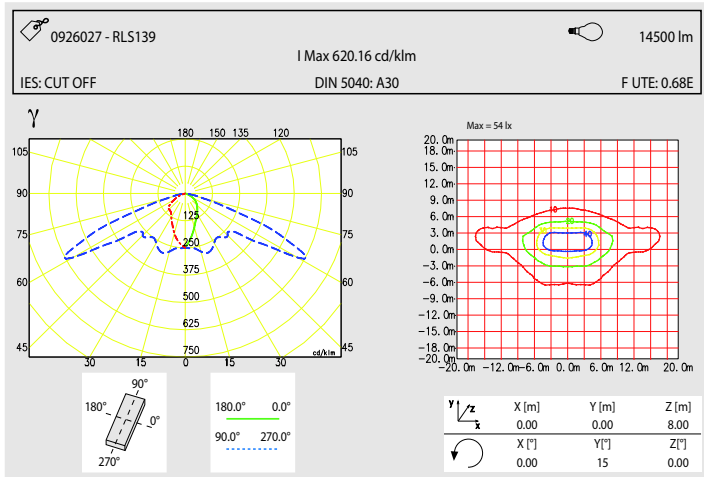 0926027 - RLS139
14500 lm
I Max 620.16 cd/klm
IES: CUT OFF DIN 5040: A30 F UTE: 0.68E
γ
180 150 135 120
105 105
90 90
75 75
60 60
45 45
125
250
375
500
625
750
cd/klm
30 15 0 15 30
Max = 54 lx
20. 0m
18. 0m
15. 0m
12. 0m
9. 0m
6. 0m
3. 0m
0. 0m
-3. 0m
-6. 0m
-9. 0m
-12. 0m
-15. 0m
-18. 0m
-20. 0m
-20. 0m -12. 0m -6. 0m 0. 0m 6. 0m 12. 0m 20. 0m
10
90°
180°
0°
270°
180.0° 0.0°
90.0° 270.0°
y z x
X [m] Y [m] Z [m]
0.00 0.00 8.00
X [°] Y[°] Z[°]
0.00 15 0.00